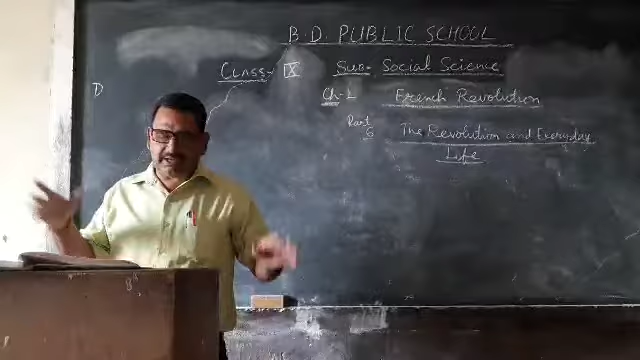 B.D. PUBLIC SCHOOL
Class- IX Sub- Social Science
Ch- 1 French Revolution
Part 6 The Revolution and Everyday
Life
D